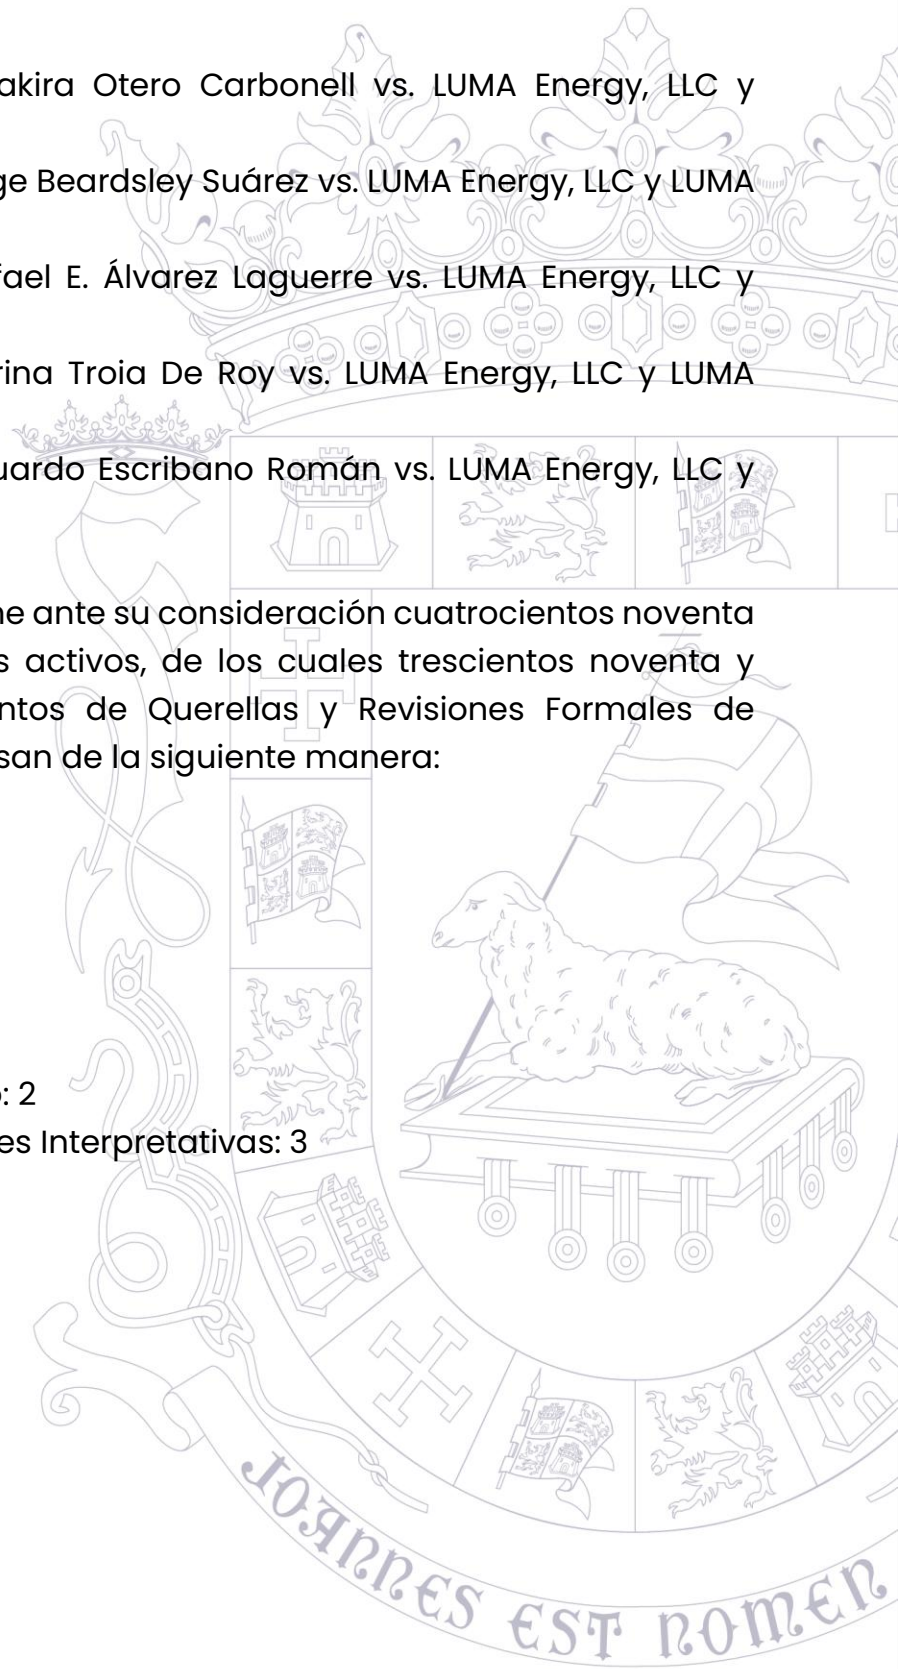 akira Otero Carbonell vs. LUMA Energy, LLC y
ge Beardsley Suárez vs. LUMA Energy, LLC y LUMA
fael E. Álvarez Laguerre vs. LUMA Energy, LLC y
rina Troia De Roy vs. LUMA Energy, LLC y LUMA
uardo Escribano Román vs. LUMA Energy, LLC y
ne ante su consideración cuatrocientos noventa
s activos, de los cuales trescientos noventa y
ntos de Querellas y Revisiones Formales de
san de la siguiente manera:
o: 2
es Interpretativas: 3
JOANNES EST NOMEN